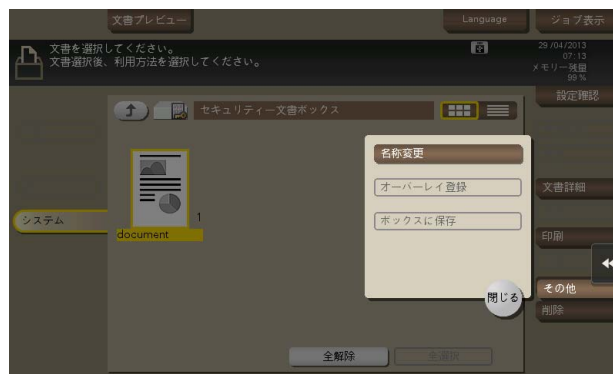 文書プレビュー
Language
ジョブ表示
文書を選択してください。
文書選択後、利用方法を選択してください。
29 /04/2013
07:13
メモリー残量
99 %
設定確認
セキュリティー文書ボックス
名称変更
オーバーレイ登録
文書詳細
ボックスに保存
システム
1
document
印刷
その他
閉じる
削除
全解除
全選択